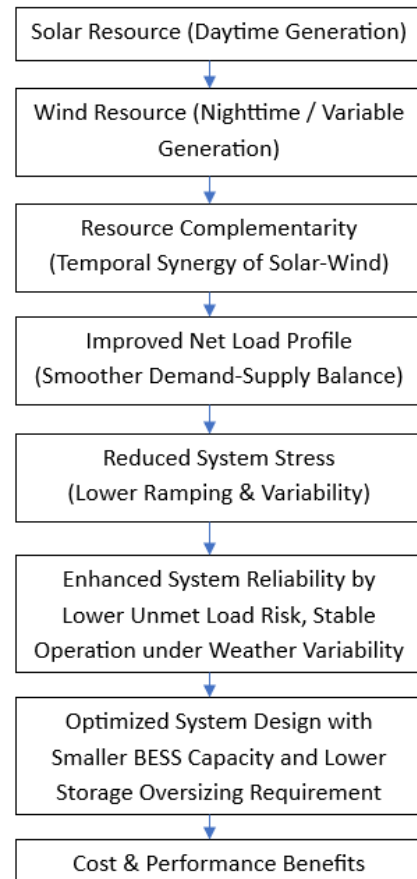 Solar Resource (Daytime Generation)
Wind Resource (Nighttime / Variable
Generation)
Resource Complementarity
(Temporal Synergy of Solar-Wind)
Improved Net Load Profile
(Smoother Demand-Supply Balance)
Reduced System Stress
(Lower Ramping & Variability)
Enhanced System Reliability by
Lower Unmet Load Risk, Stable
Operation under Weather Variability
Optimized System Design with
Smaller BESS Capacity and Lower
Storage Oversizing Requirement
Cost & Performance Benefits